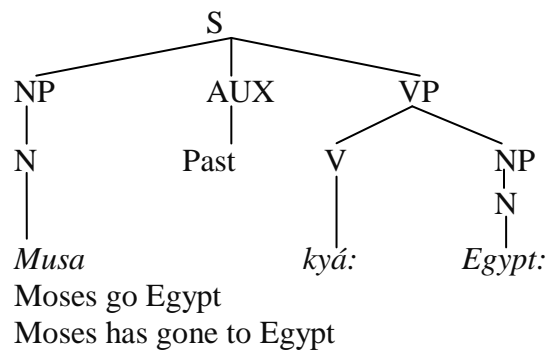 S
NP AUX VP
N Past V NP
N
Musa kyá: Egypt:
Moses go Egypt
Moses has gone to Egypt